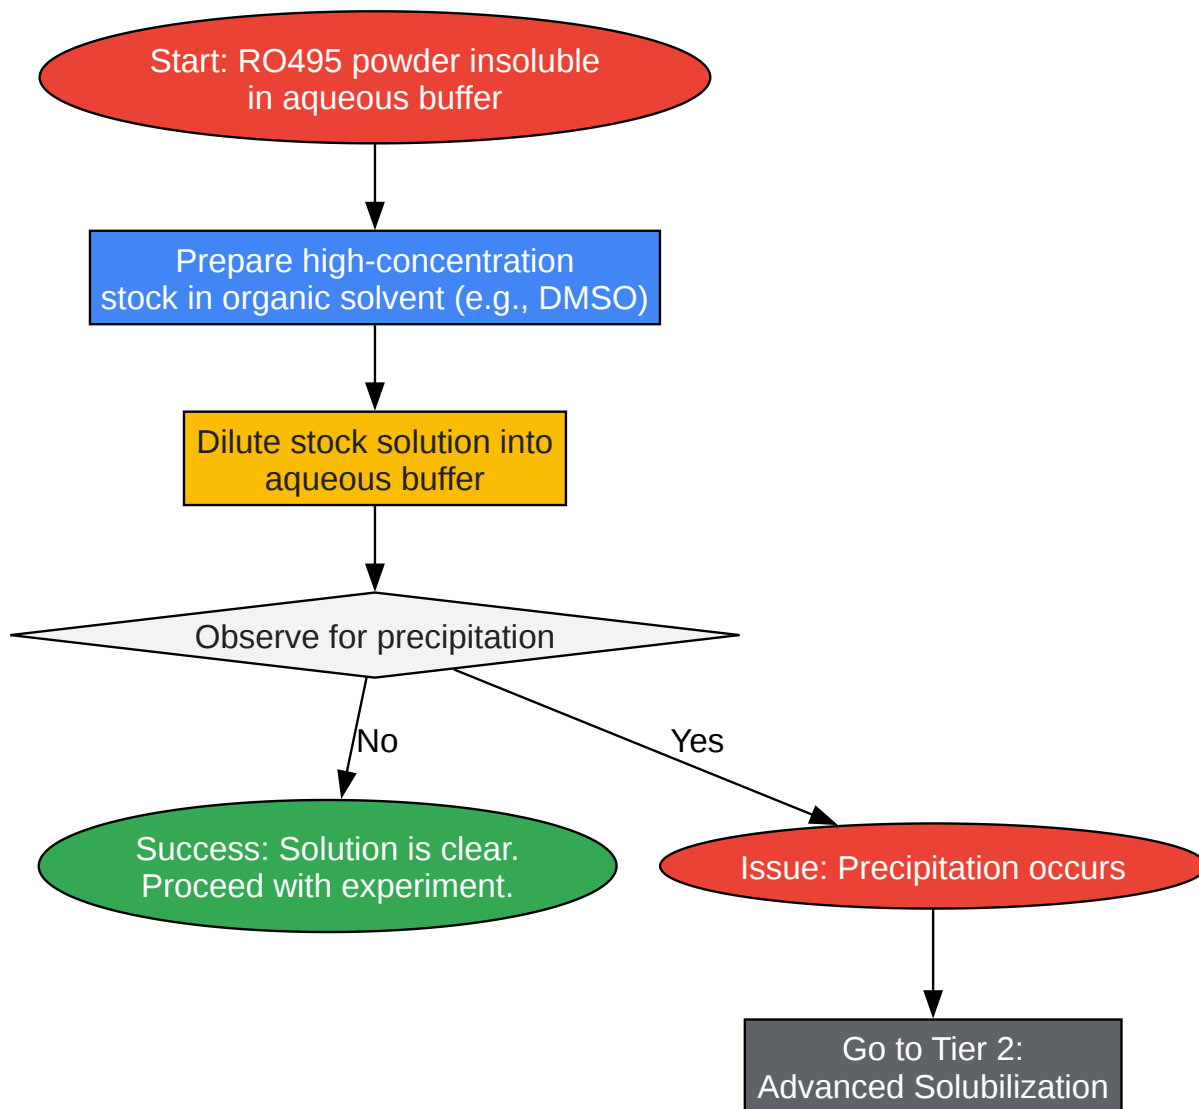 Start: RO495 powder insoluble
in aqueous buffer
Prepare high-concentration
stock in organic solvent (e.g., DMSO)
Dilute stock solution into
aqueous buffer
Observe for precipitation
No
Yes
Success: Solution is clear.
Proceed with experiment.
Issue: Precipitation occurs
Go to Tier 2:
Advanced Solubilization